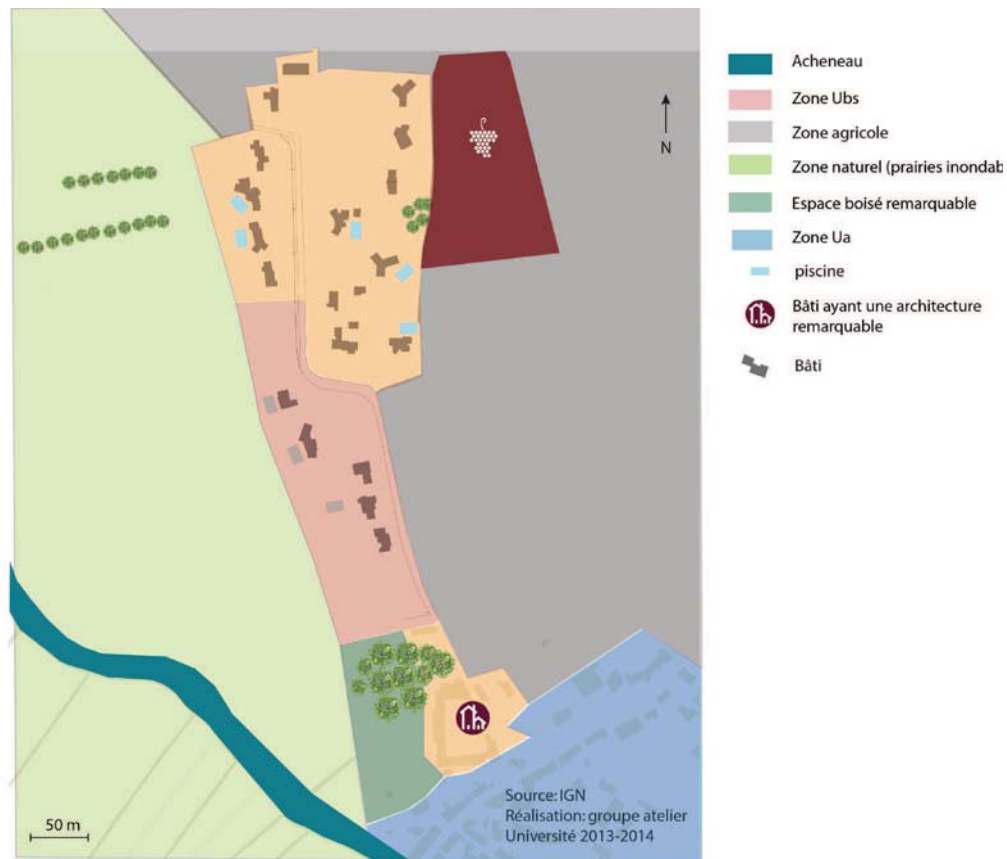 Acheneau
Zone Ubs
Zone agricole
Zone naturel (prairies inondab
Espace boisé remarquable
Zone Ua
piscine
Bâti ayant une architecture
remarquable
Bâti
N
Source: IGN
Réalisation: groupe atelier
Université 2013-2014
50 m